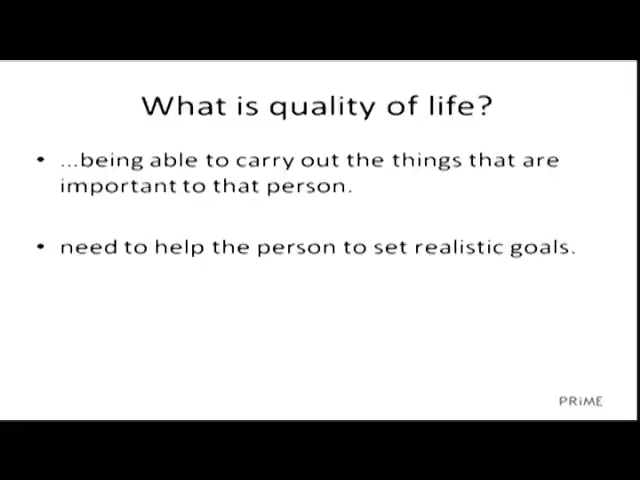 What is quality of life?
• ...being able to carry out the things that are
important to that person.
• need to help the person to set realistic goals.
PRiME